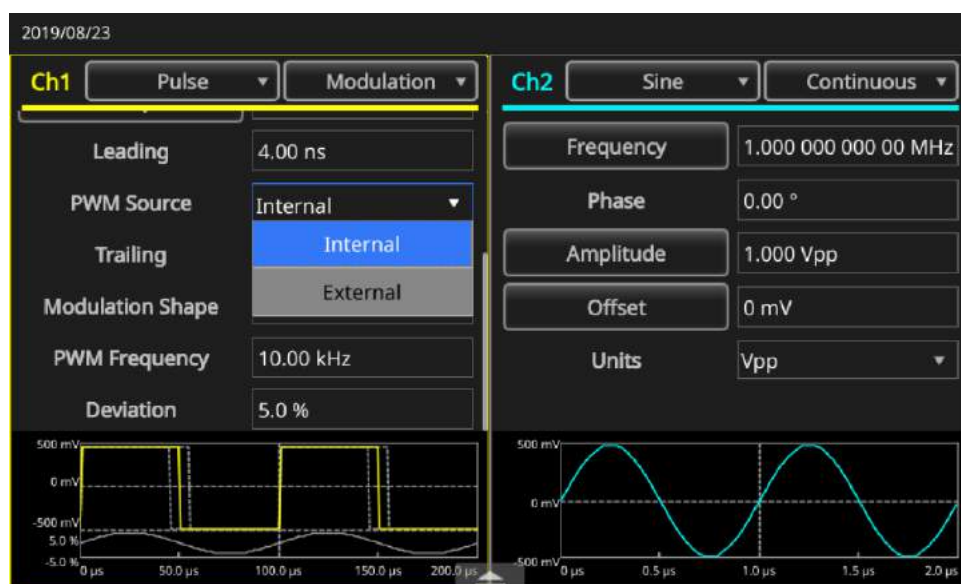 2019/08/23
Ch1 Pulse Modulation
Leading 4.00 ns
PWM Source Internal
Internal
Trailing
External
Modulation Shape
PWM Frequency 10.00 kHz
Deviation 5.0 %
500 mV
0 mV
-500 mV
5.0 %
-5.0 %
0 µs 50.0 µs 100.0 µs 150.0 µs 200.0 µs
Ch2 Sine Continuous
Frequency 1.000 000 000 00 MHz
Phase 0.00 °
Amplitude 1.000 Vpp
Offset 0 mV
Units Vpp
500 mV
0 mV
-500 mV
0 µs 0.5 µs 1.0 µs 1.5 µs 2.0 µs